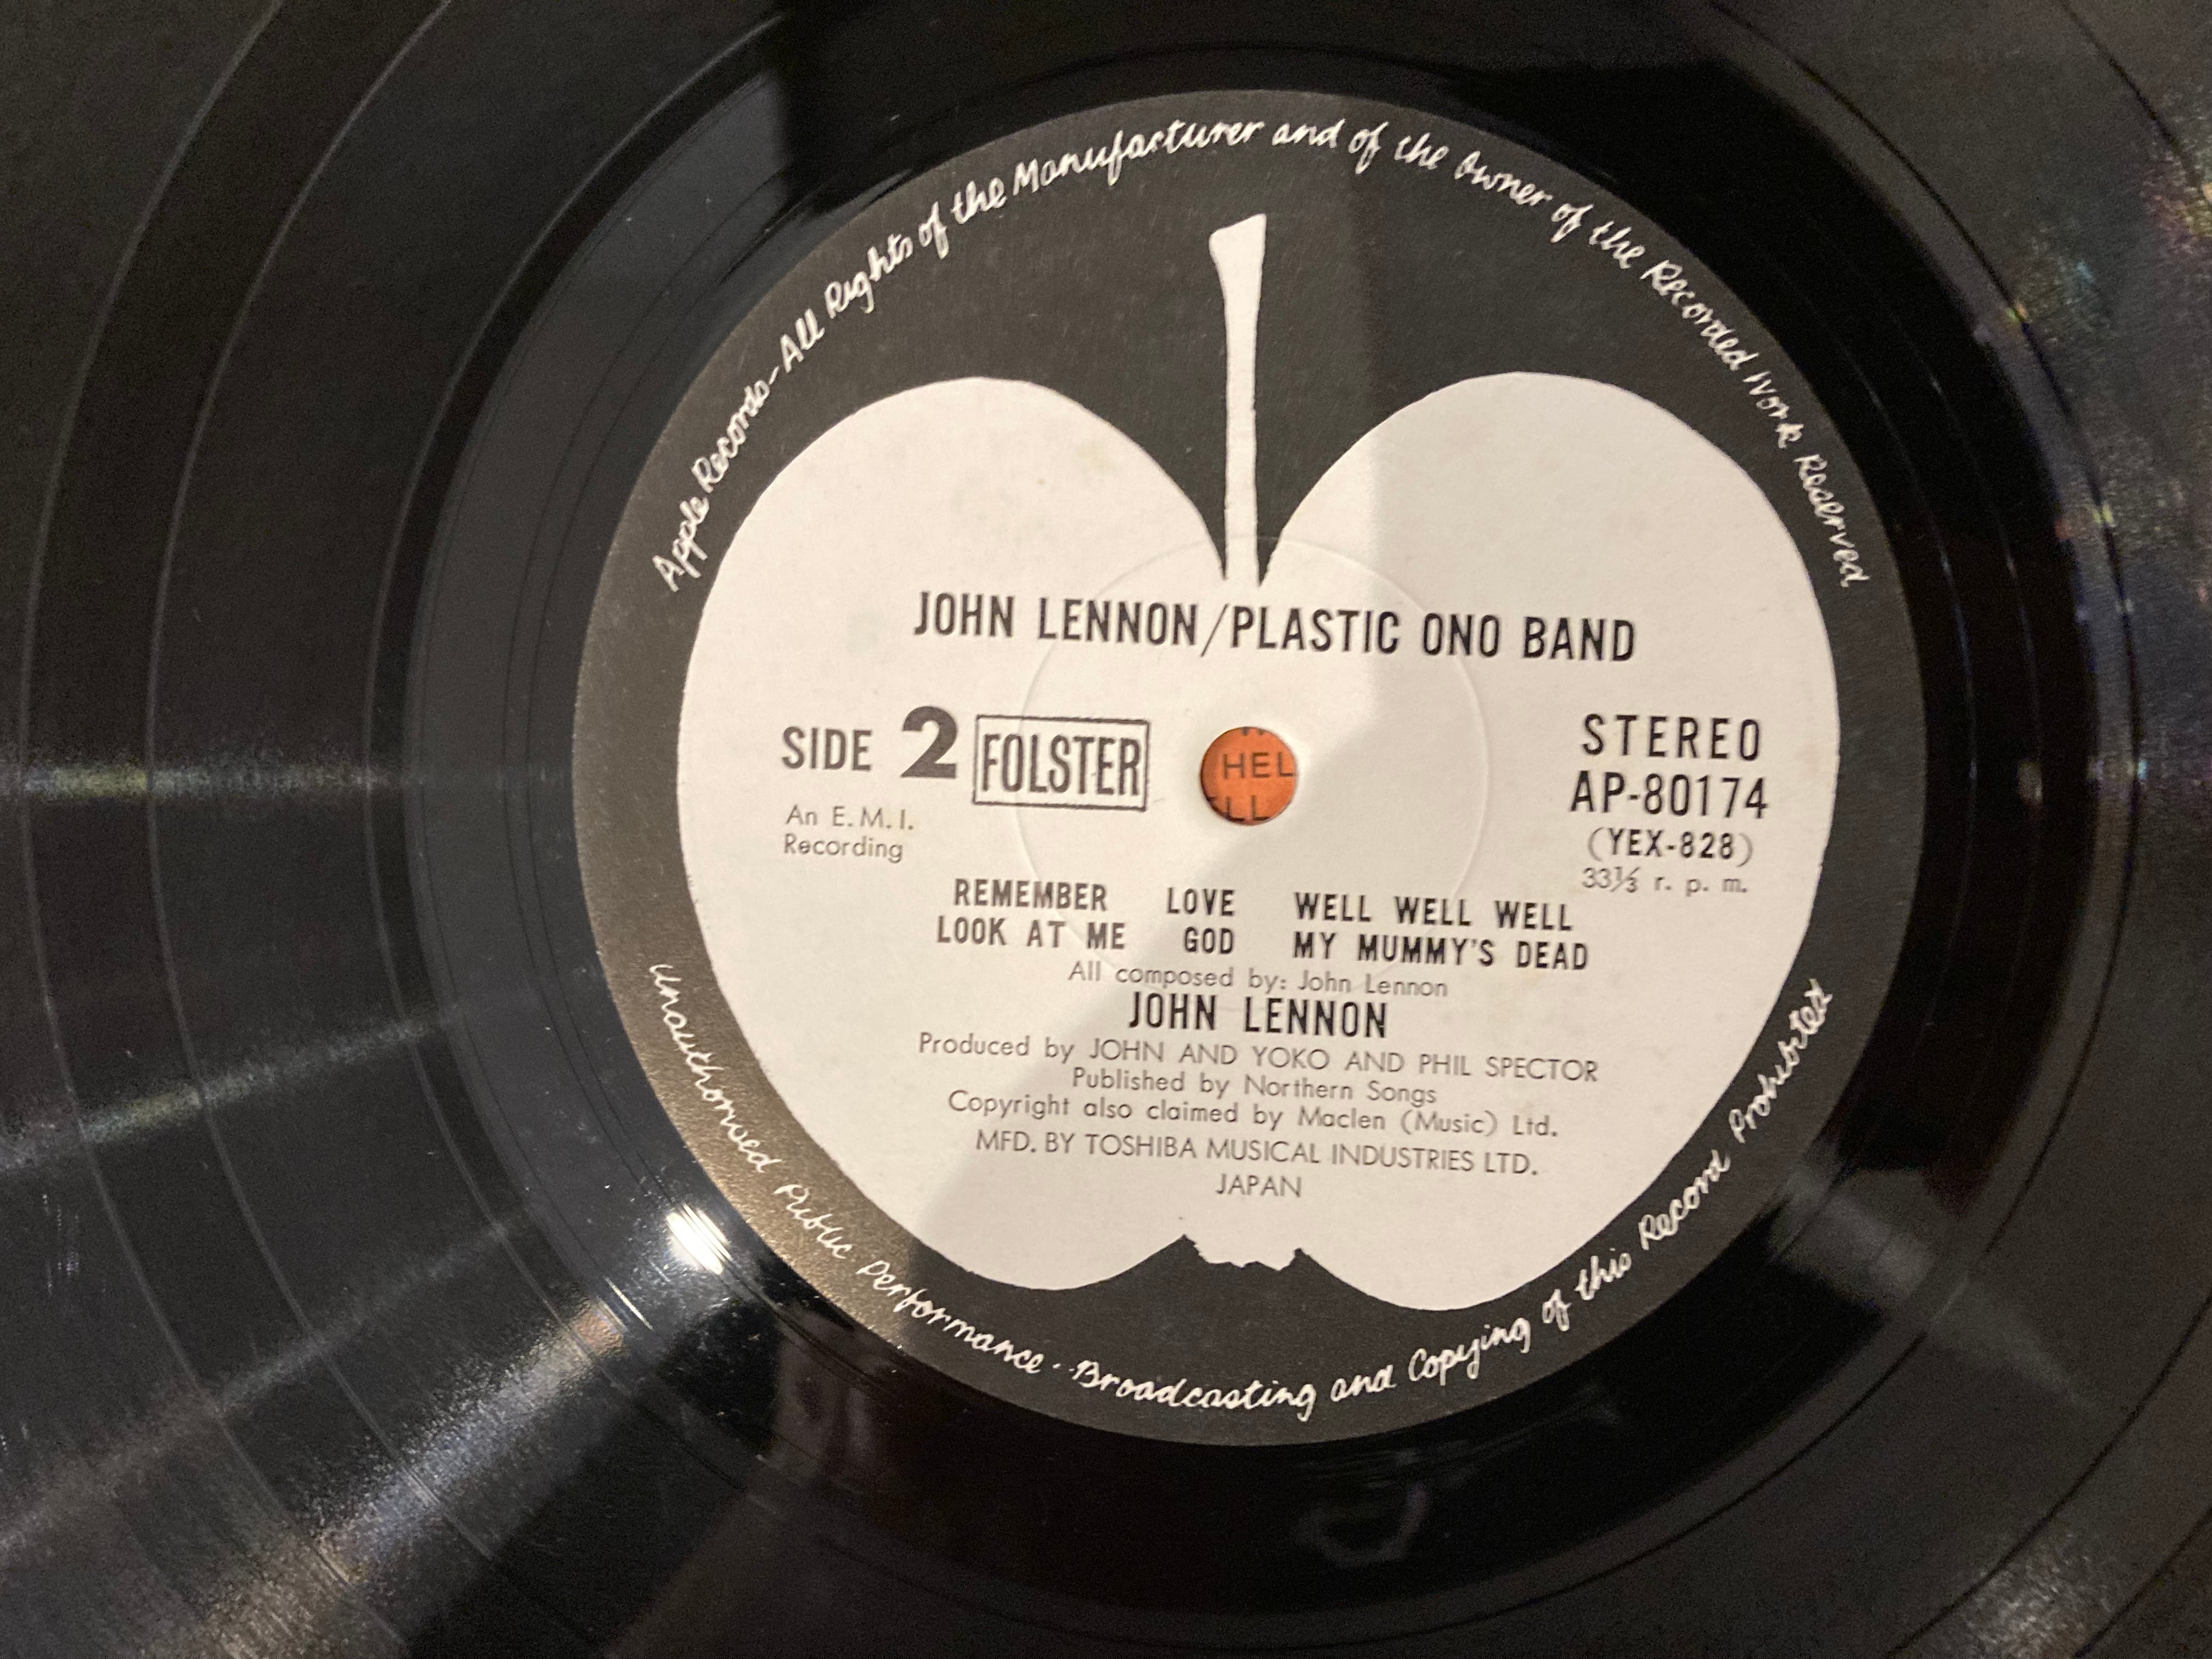 Apple Records-All Rights of the Manufacturer and of the Owner of the Recorded Work Reserved
JOHN LENNON/PLASTIC ONO BAND
SIDE 2 FOLSTER
An E.M.I.
Recording
HEL
LL
STEREO
AP-80174
(YEX-828)
33⅓ r. p. m.
REMEMBER LOVE WELL WELL WELL
LOOK AT ME GOD MY MUMMY'S DEAD
All composed by: John Lennon
JOHN LENNON
Produced by JOHN AND YOKO AND PHIL SPECTOR
Published by Northern Songs
Copyright also claimed by Maclen (Music) Ltd.
MFD. BY TOSHIBA MUSICAL INDUSTRIES LTD.
JAPAN
Unauthorised Public Performance·Broadcasting and Copying of this Record Prohibited